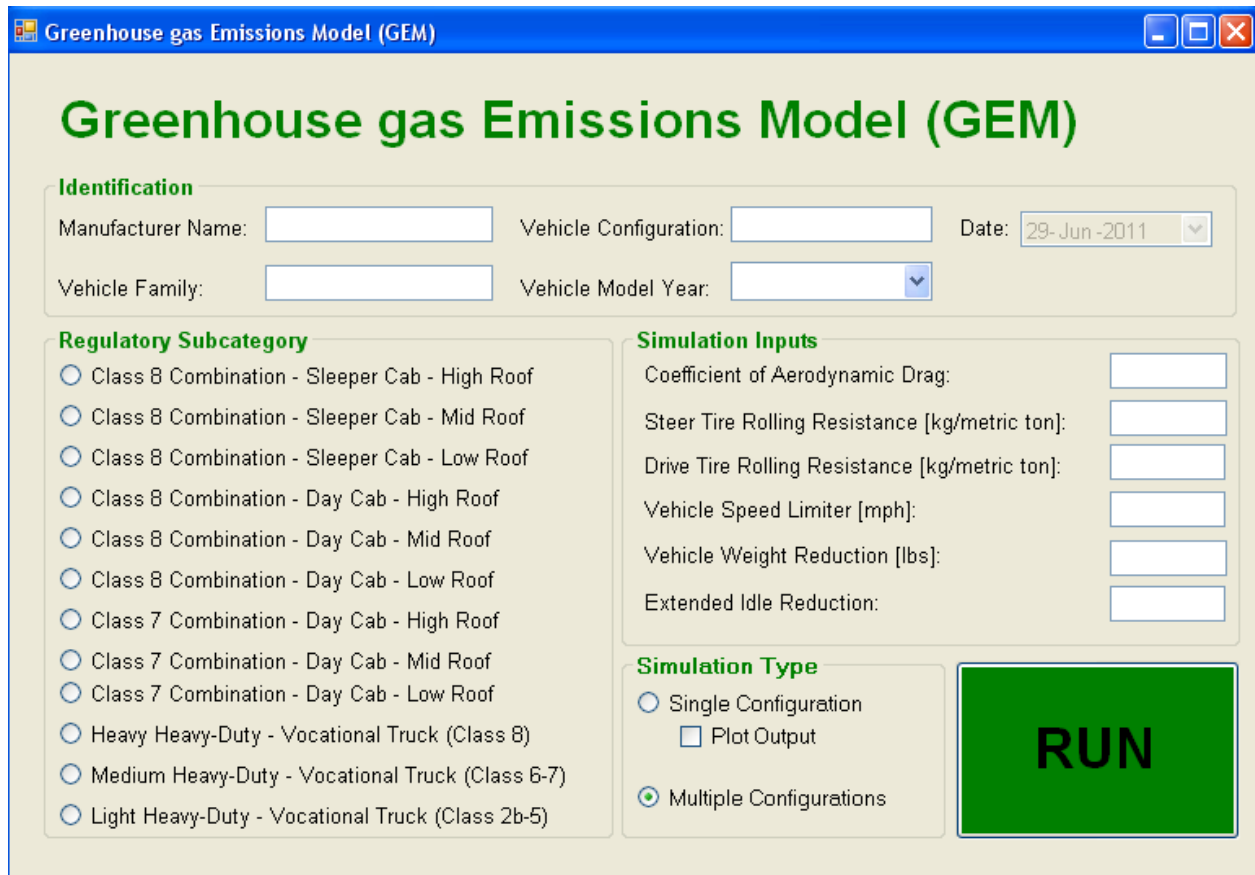 Greenhouse gas Emissions Model (GEM)
Greenhouse gas Emissions Model (GEM)
Identification
Manufacturer Name:
Vehicle Configuration:
Date: 29-Jun-2011
Vehicle Family:
Vehicle Model Year:
Regulatory Subcategory
Class 8 Combination - Sleeper Cab - High Roof
Class 8 Combination - Sleeper Cab - Mid Roof
Class 8 Combination - Sleeper Cab - Low Roof
Class 8 Combination - Day Cab - High Roof
Class 8 Combination - Day Cab - Mid Roof
Class 8 Combination - Day Cab - Low Roof
Class 7 Combination - Day Cab - High Roof
Class 7 Combination - Day Cab - Mid Roof
Class 7 Combination - Day Cab - Low Roof
Heavy Heavy-Duty - Vocational Truck (Class 8)
Medium Heavy-Duty - Vocational Truck (Class 6-7)
Light Heavy-Duty - Vocational Truck (Class 2b-5)
Simulation Inputs
Coefficient of Aerodynamic Drag:
Steer Tire Rolling Resistance [kg/metric ton]:
Drive Tire Rolling Resistance [kg/metric ton]:
Vehicle Speed Limiter [mph]:
Vehicle Weight Reduction [lbs]:
Extended Idle Reduction:
Simulation Type
Single Configuration
Plot Output
Multiple Configurations
RUN